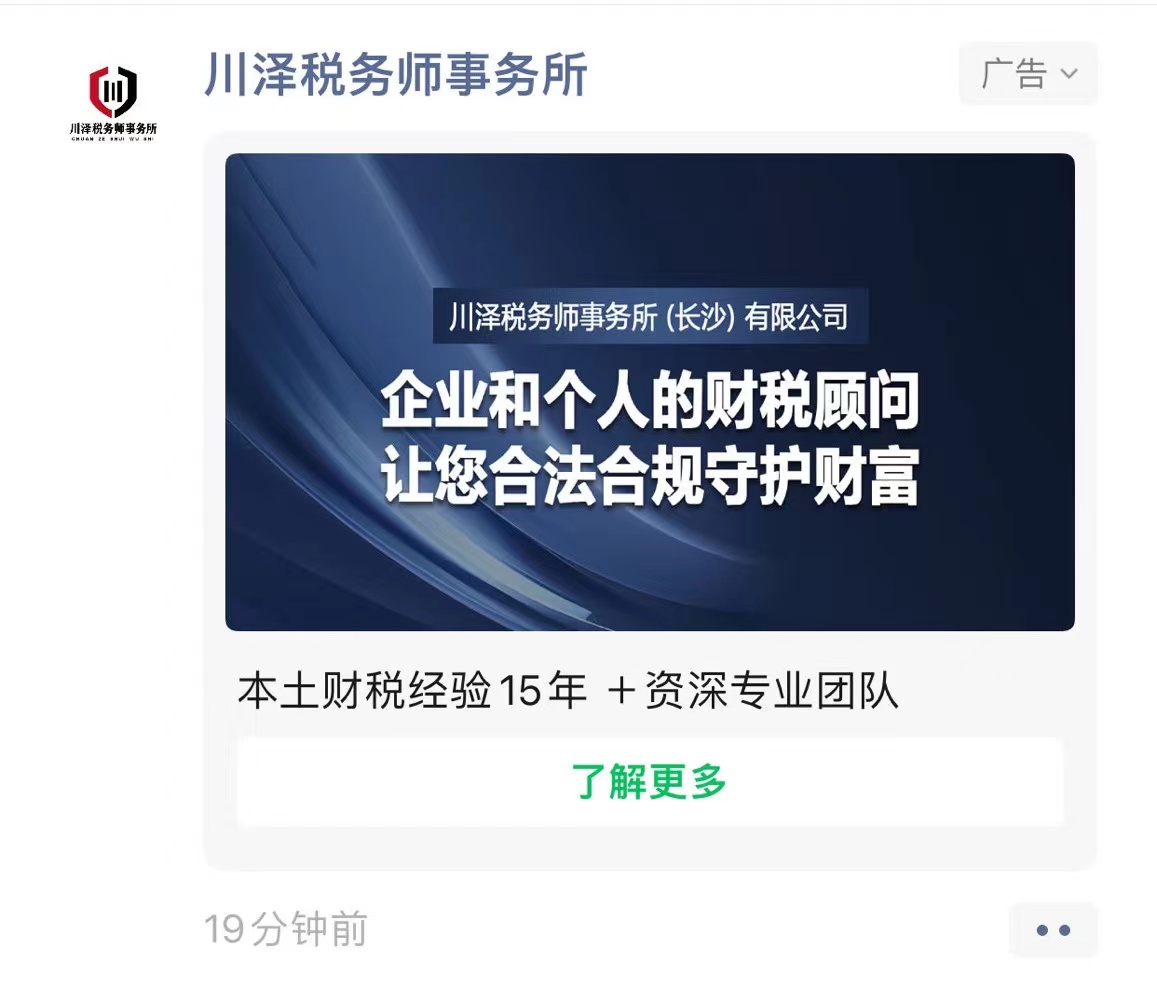 川泽税务师事务所
广告
川泽税务师事务所
CHUAN ZE SHUI WU SHI
川泽税务师事务所 (长沙) 有限公司
企业和个人的财税顾问
让您合法合规守护财富
本土财税经验15年 +资深专业团队
了解更多
19分钟前